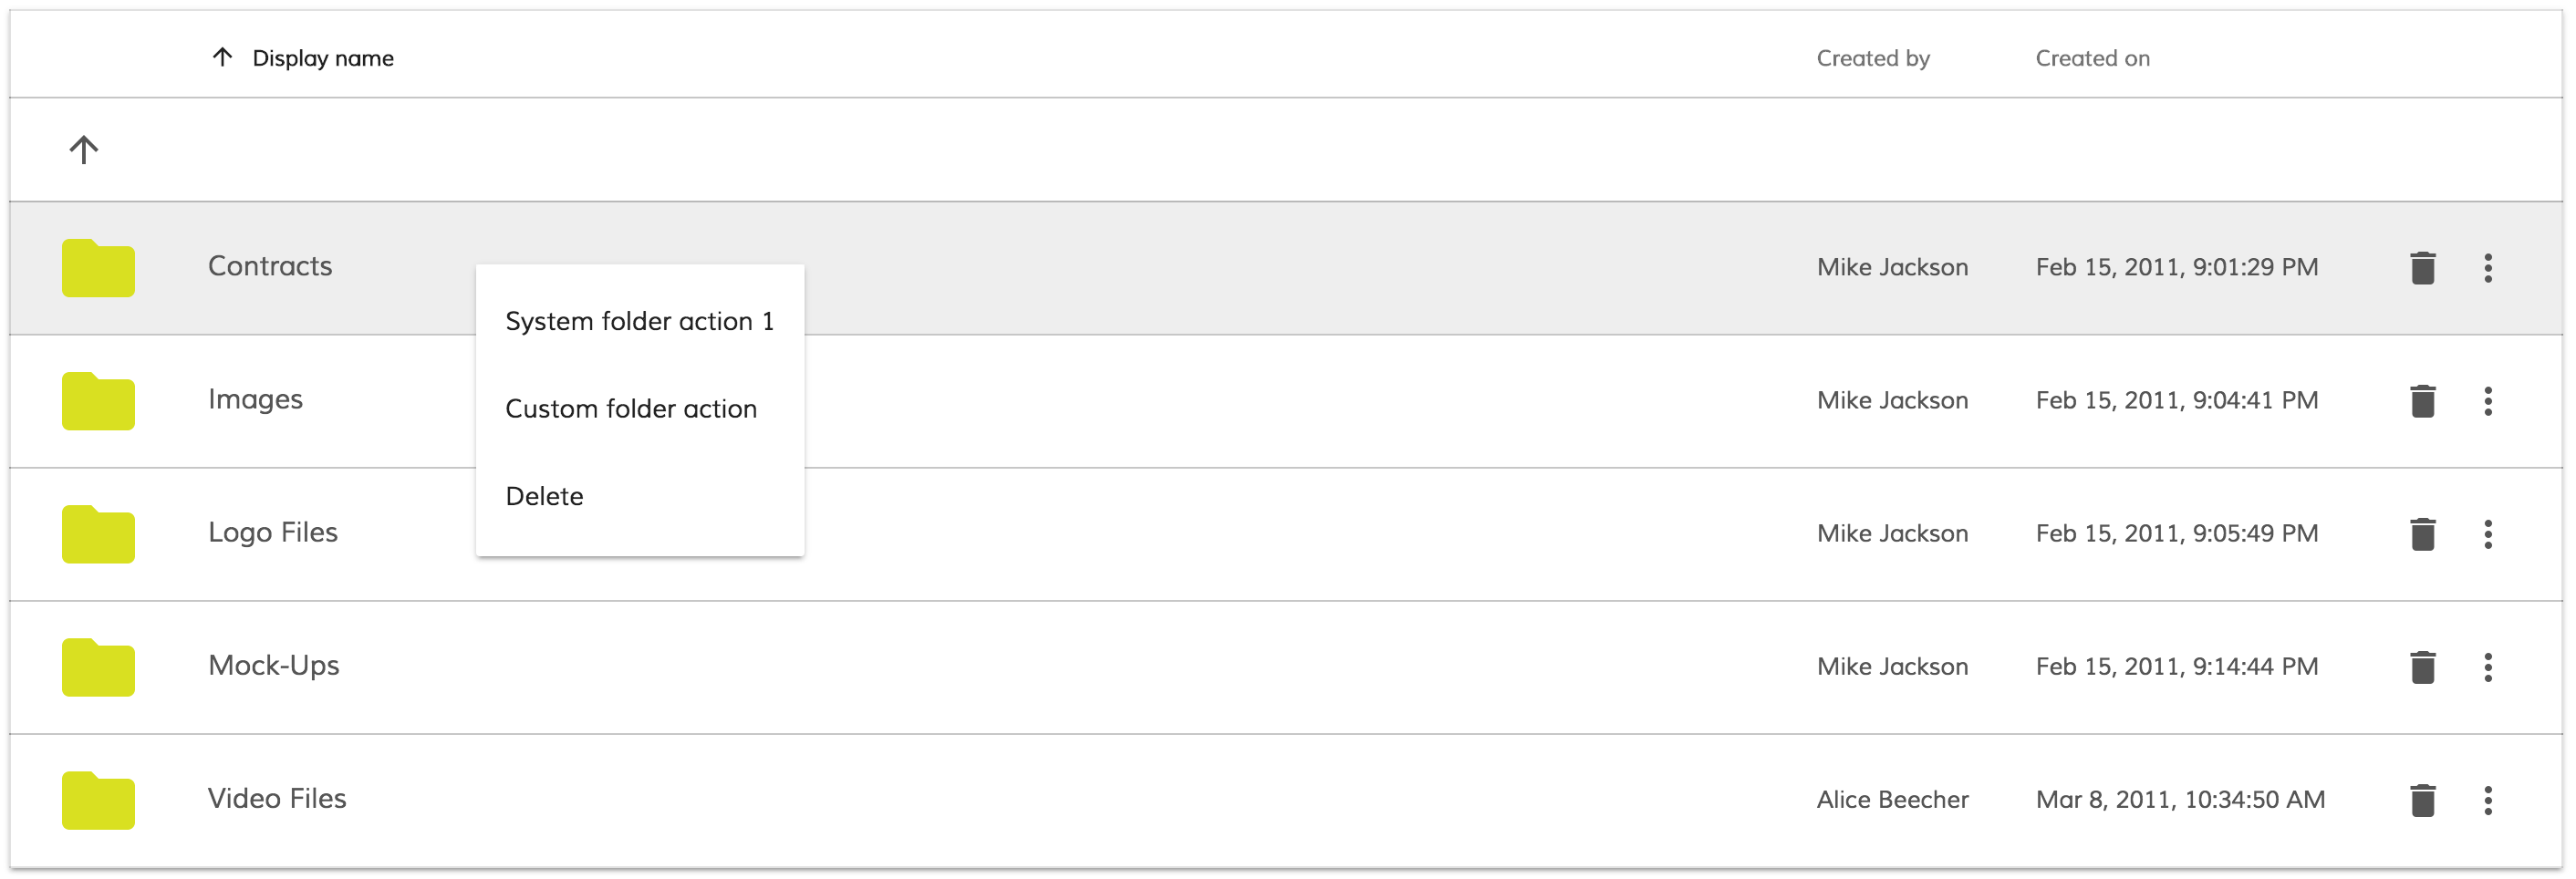 Display name Created by Created on
Contracts Mike Jackson Feb 15, 2011, 9:01:29 PM
System folder action 1
Images Mike Jackson Feb 15, 2011, 9:04:41 PM
Custom folder action
Delete
Logo Files Mike Jackson Feb 15, 2011, 9:05:49 PM
Mock-Ups Mike Jackson Feb 15, 2011, 9:14:44 PM
Video Files Alice Beecher Mar 8, 2011, 10:34:50 AM